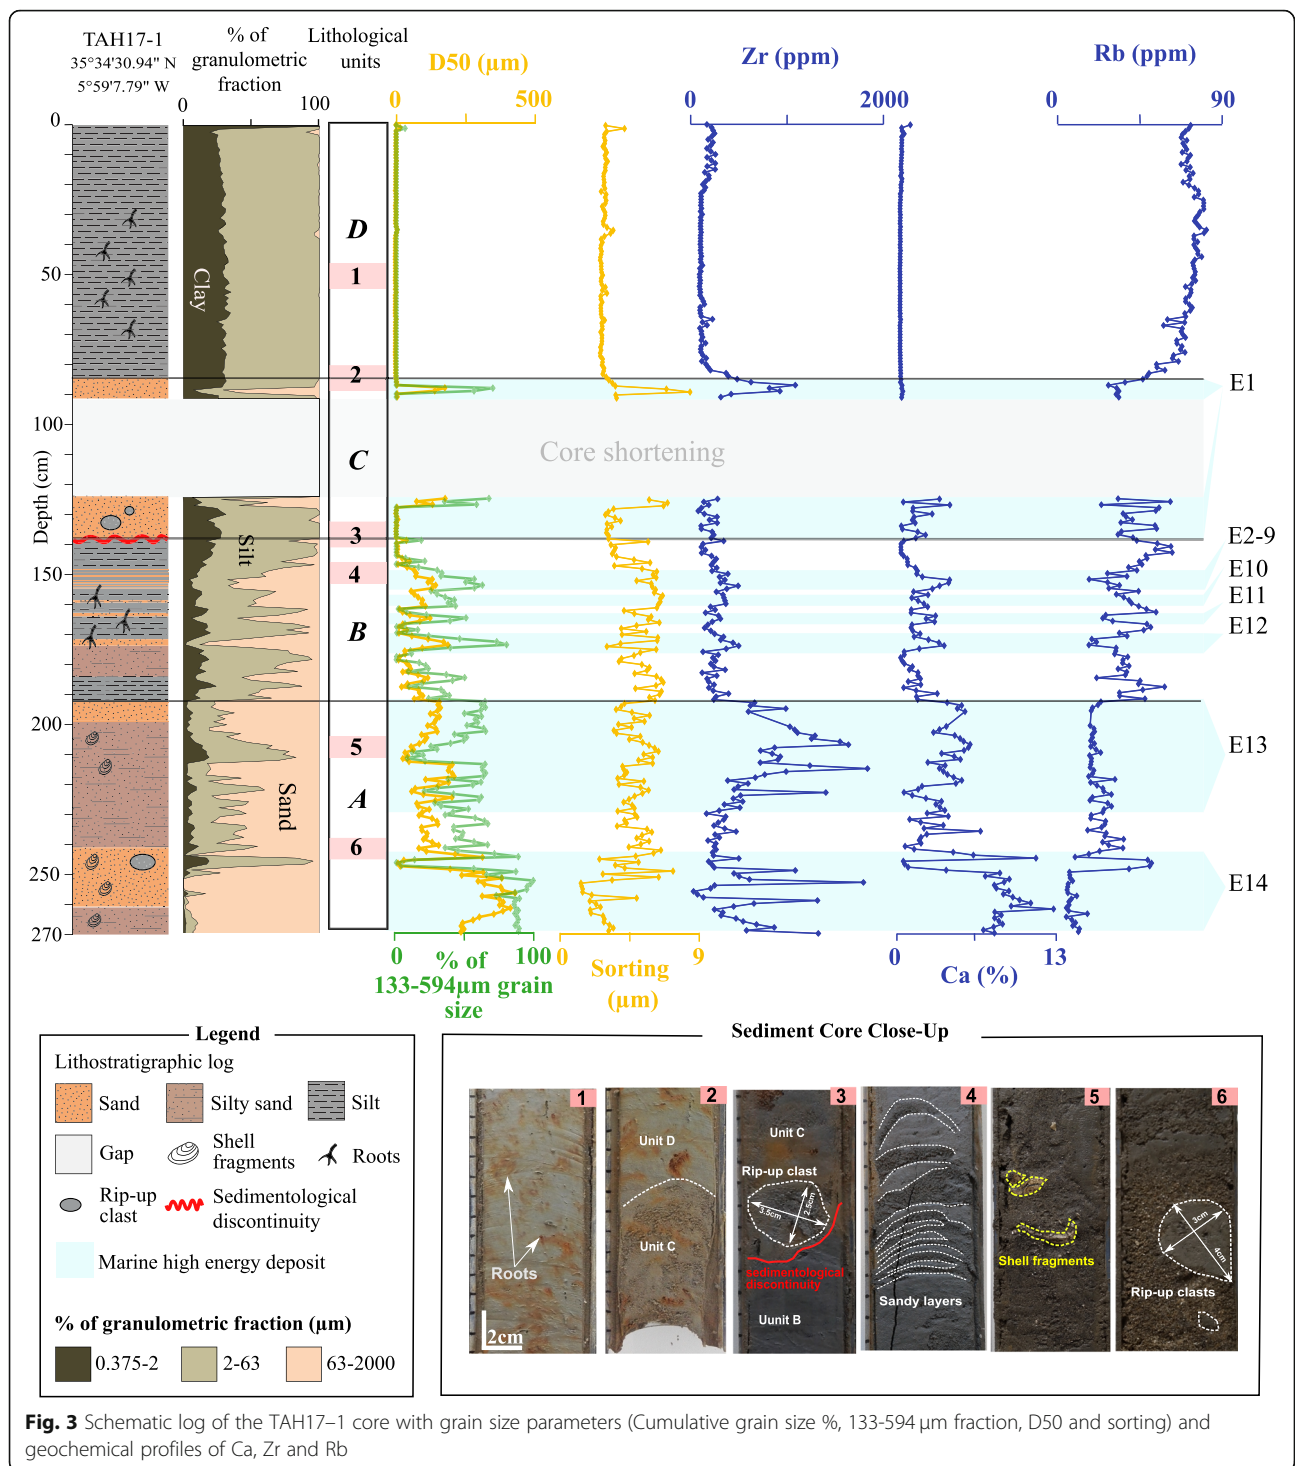 TAH17-1
35°34'30.94" N
5°59'7.79" W
% of
granulometric
fraction
0 100
Lithological
units
D50 (µm)
0 500
Zr (ppm)
0 2000
Rb (ppm)
0 90
Depth (cm)
0
50
100
150
200
250
270
Clay
Silt
Sand
D
1
2
C
3
4
B
5
A
6
Core shortening
E1
E2-9
E10
E11
E12
E13
E14
0 100
% of
133-594µm grain
size
0 9
Sorting
(µm)
0 13
Ca (%)
Legend
Lithostratigraphic log
Sand
Silty sand
Silt
Gap
Shell
fragments
Roots
Rip-up
clast
Sedimentological
discontinuity
Marine high energy deposit
% of granulometric fraction (µm)
0.375-2
2-63
63-2000
Sediment Core Close-Up
1
Roots
2cm
2
Unit D
Unit C
3
Unit C
Rip-up clast
3.5cm
2.5cm
sedimentological
discontinuity
Uunit B
4
Sandy layers
5
Shell fragments
6
3cm
4cm
Rip-up clasts
Fig. 3 Schematic log of the TAH17–1 core with grain size parameters (Cumulative grain size %, 133-594 µm fraction, D50 and sorting) and
geochemical profiles of Ca, Zr and Rb